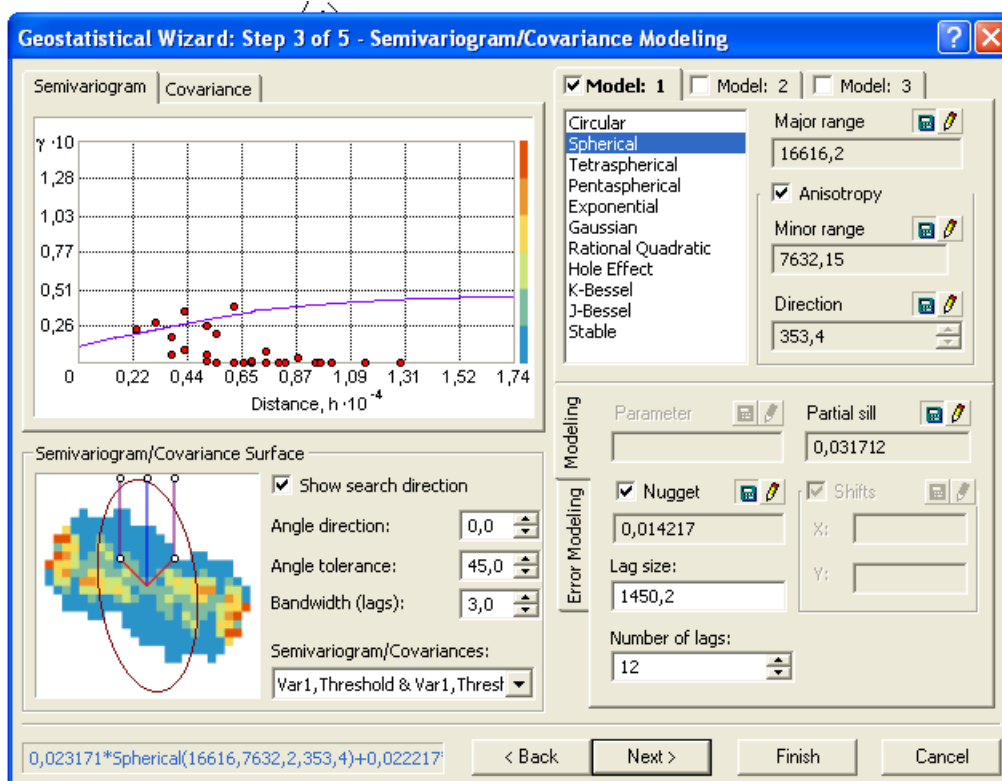 Geostatistical Wizard: Step 3 of 5 - Semivariogram/Covariance Modeling
Semivariogram
Covariance
γ ·10
1,28
1,03
0,77
0,51
0,26
0 0,22 0,44 0,65 0,87 1,09 1,31 1,52 1,74
Distance, h ·10⁻⁴
Model: 1
Model: 2
Model: 3
Circular
Spherical
Tetraspherical
Pentaspherical
Exponential
Gaussian
Rational Quadratic
Hole Effect
K-Bessel
J-Bessel
Stable
Major range
16616,2
Anisotropy
Minor range
7632,15
Direction
353,4
Semivariogram/Covariance Surface
Show search direction
Angle direction: 0,0
Angle tolerance: 45,0
Bandwidth (lags): 3,0
Semivariogram/Covariances:
Var1,Threshold & Var1,Thresh
Modeling
Error Modeling
Parameter
Partial sill
0,031712
Nugget
0,014217
Shifts
X:
Y:
Lag size:
1450,2
Number of lags:
12
0,023171*Spherical(16616,7632,2,353,4)+0,022217*
< Back
Next >
Finish
Cancel